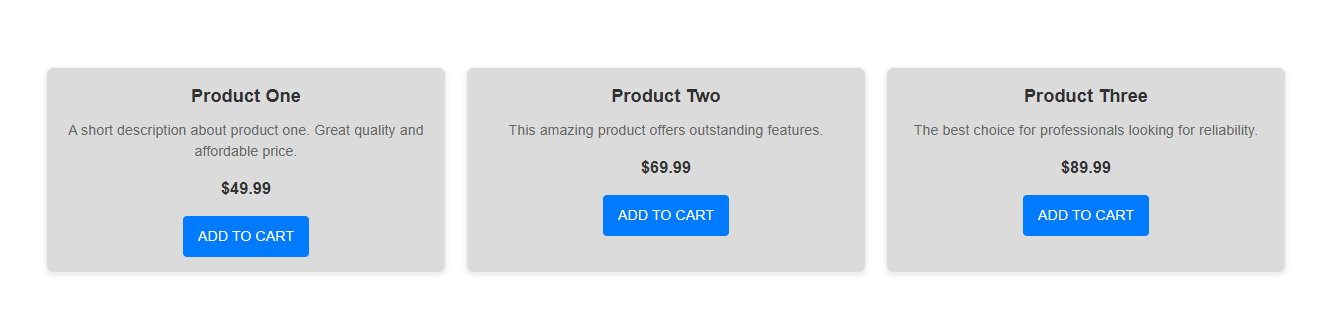 Product One
A short description about product one. Great quality and
affordable price.
$49.99
ADD TO CART
Product Two
This amazing product offers outstanding features.
$69.99
ADD TO CART
Product Three
The best choice for professionals looking for reliability.
$89.99
ADD TO CART